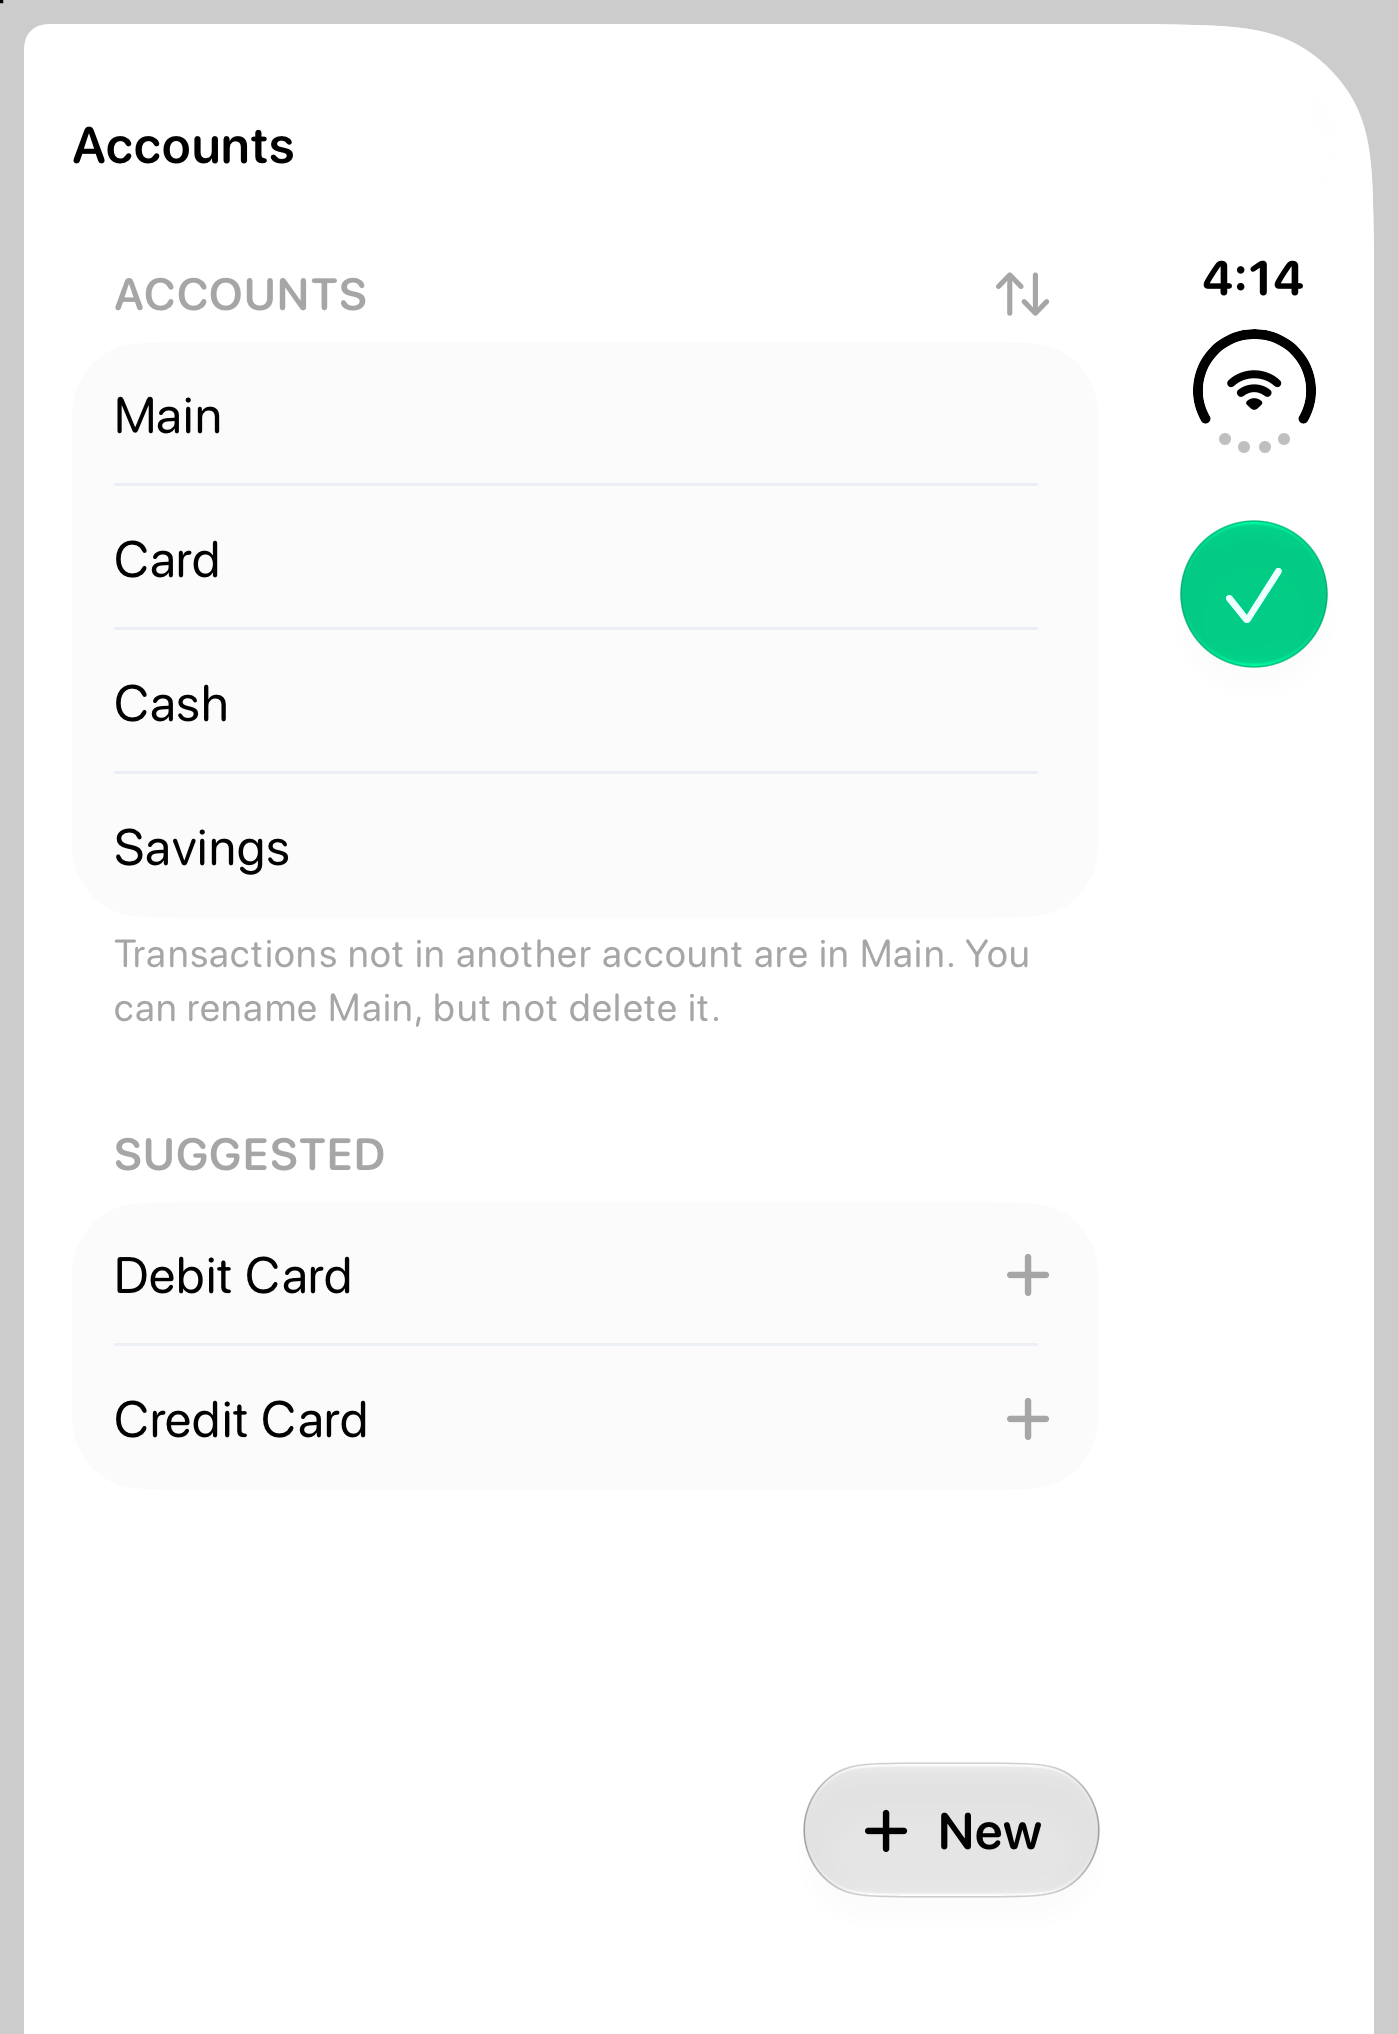 Accounts
4:14
ACCOUNTS
Main
Card
Cash
Savings
Transactions not in another account are in Main. You
can rename Main, but not delete it.
SUGGESTED
Debit Card
Credit Card
New